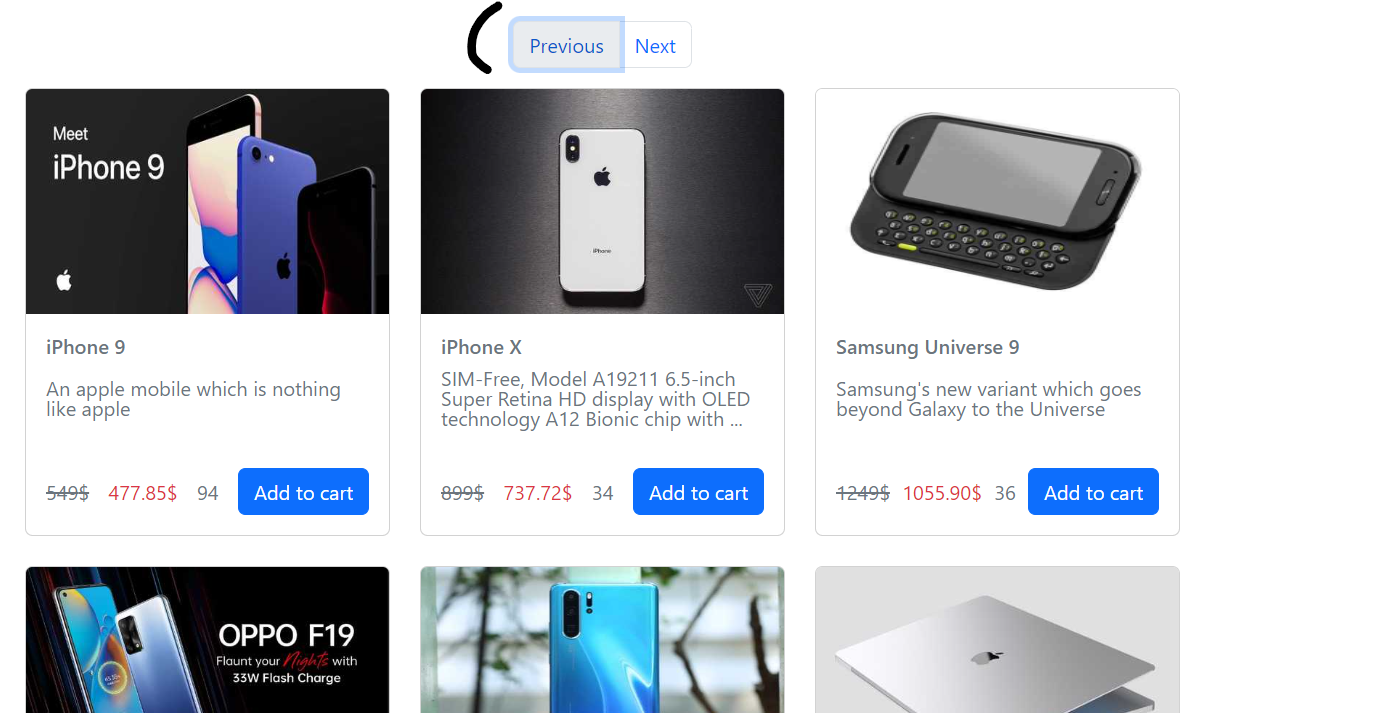 Previous Next
Meet
iPhone 9
iPhone
iPhone 9
An apple mobile which is nothing
like apple
549$ 477.85$ 94 Add to cart
iPhone X
SIM-Free, Model A19211 6.5-inch
Super Retina HD display with OLED
technology A12 Bionic chip with ...
899$ 737.72$ 34 Add to cart
Samsung Universe 9
Samsung's new variant which goes
beyond Galaxy to the Universe
1249$ 1055.90$ 36 Add to cart
OPPO F19
Flaunt your Nights with
33W Flash Charge